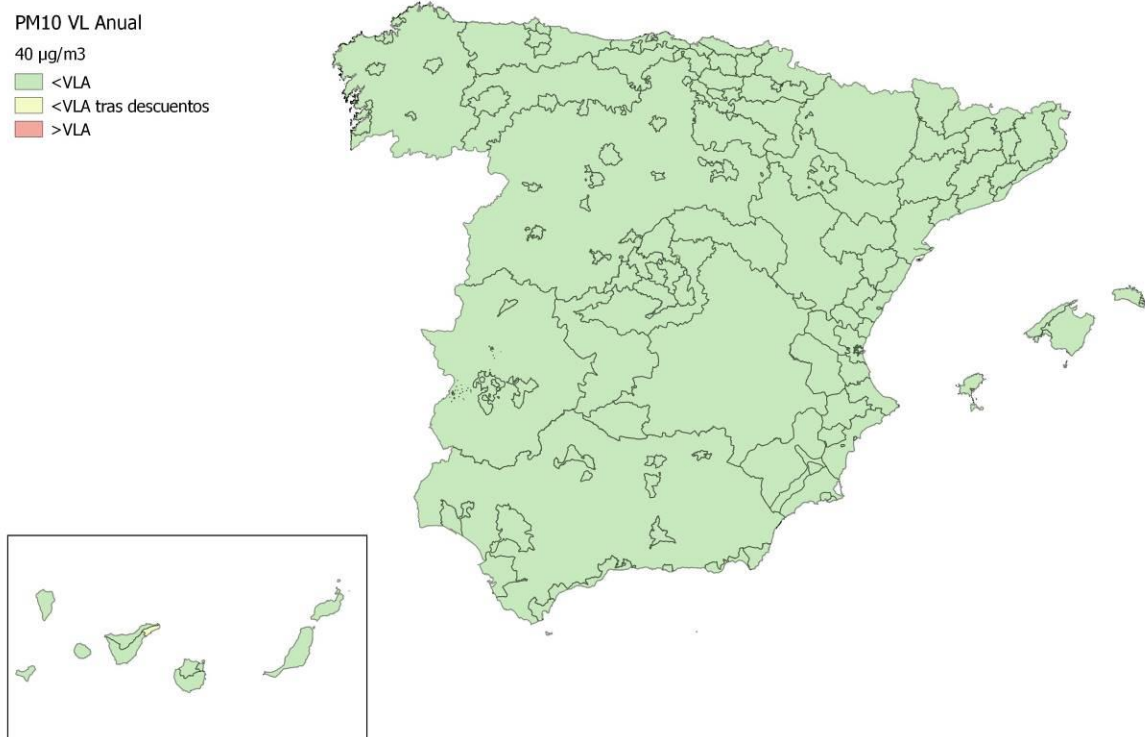 PM10 VL Anual
40 µg/m3
<VLA
<VLA tras descuentos
>VLA